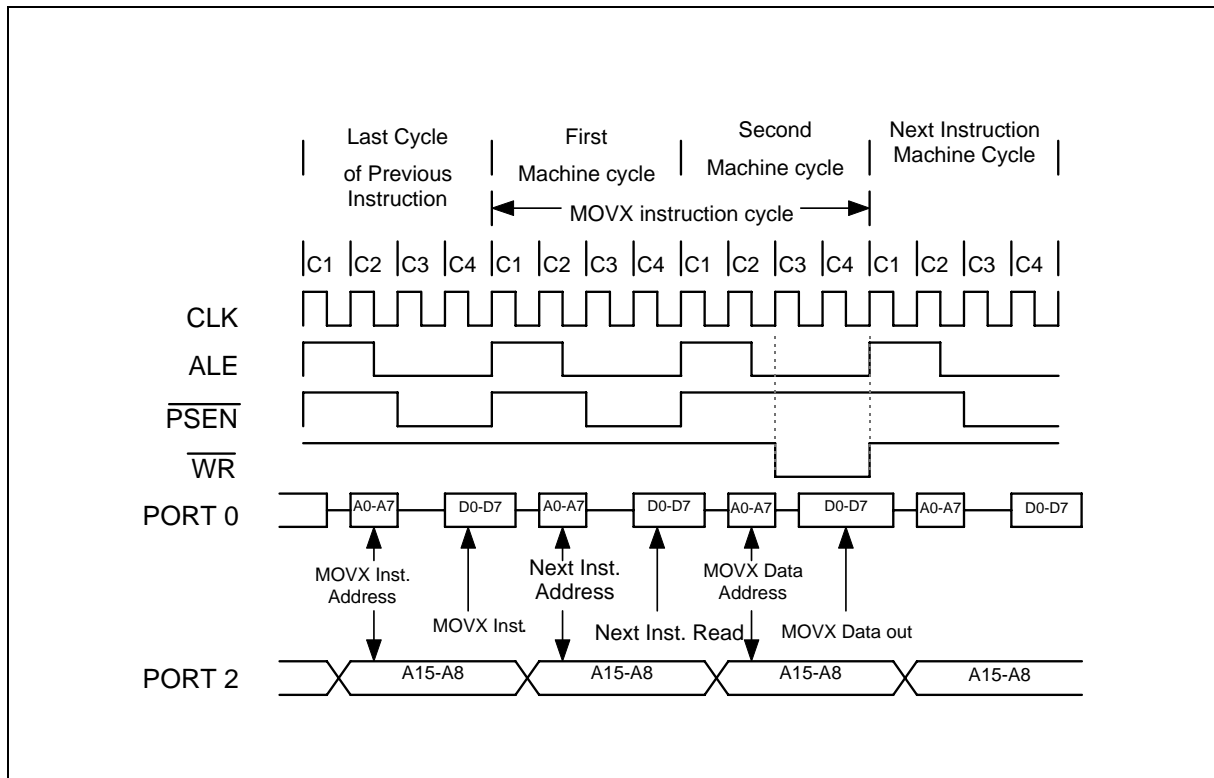 Last Cycle
of Previous
Instruction
First
Machine cycle
Second
Machine cycle
Next Instruction
Machine Cycle
MOVX instruction cycle
C1 C2 C3 C4 C1 C2 C3 C4 C1 C2 C3 C4 C1 C2 C3 C4
CLK
ALE
PSEN
WR
PORT 0
A0-A7 D0-D7 A0-A7 D0-D7 A0-A7 D0-D7 A0-A7 D0-D7
MOVX Inst.
Address
MOVX Inst.
Next Inst.
Address
Next Inst. Read
MOVX Data
Address
MOVX Data out
PORT 2
A15-A8 A15-A8 A15-A8 A15-A8